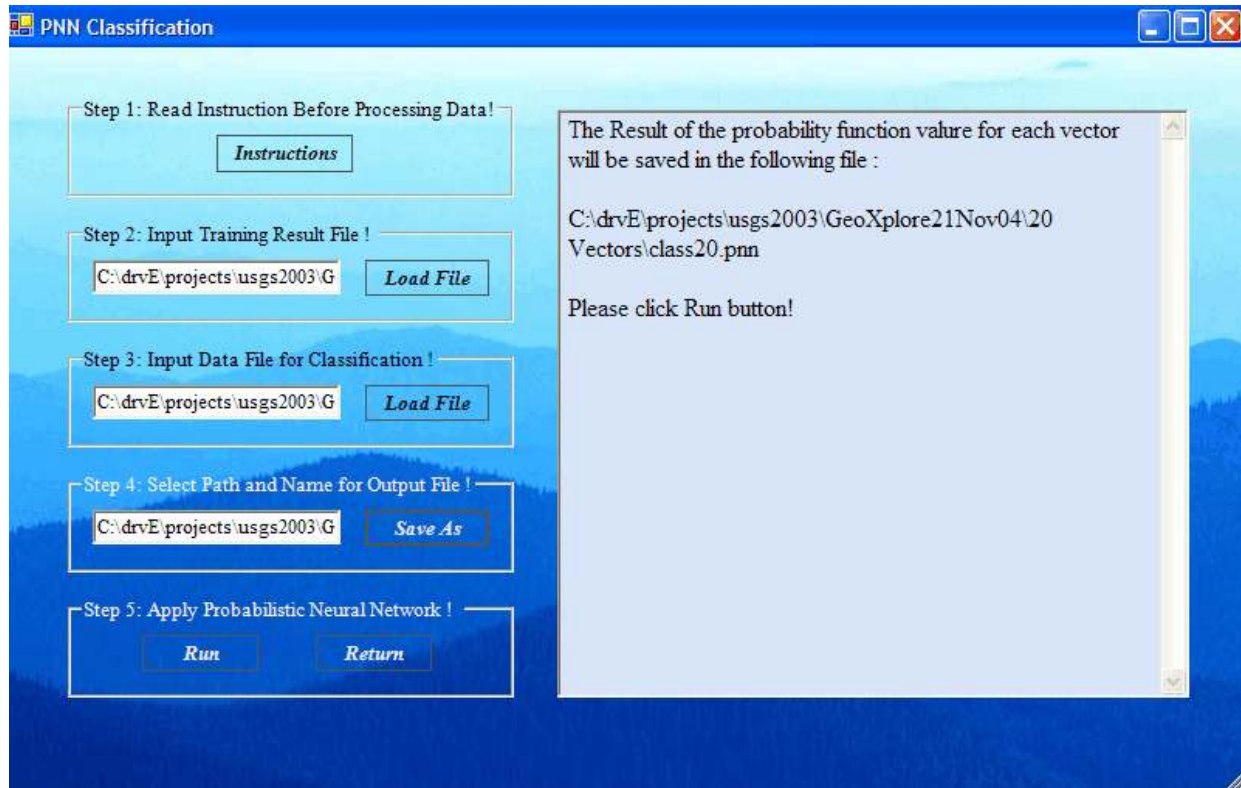 PNN Classification
Step 1: Read Instruction Before Processing Data!
Instructions
Step 2: Input Training Result File !
C:\drvE\projects\usgs2003\G
Load File
Step 3: Input Data File for Classification !
C:\drvE\projects\usgs2003\G
Load File
Step 4: Select Path and Name for Output File !
C:\drvE\projects\usgs2003\G
Save As
Step 5: Apply Probabilistic Neural Network !
Run
Return
The Result of the probability function valure for each vector
will be saved in the following file :
C:\drvE\projects\usgs2003\GeoXplore21Nov04\20
Vectors\class20.pnn
Please click Run button!